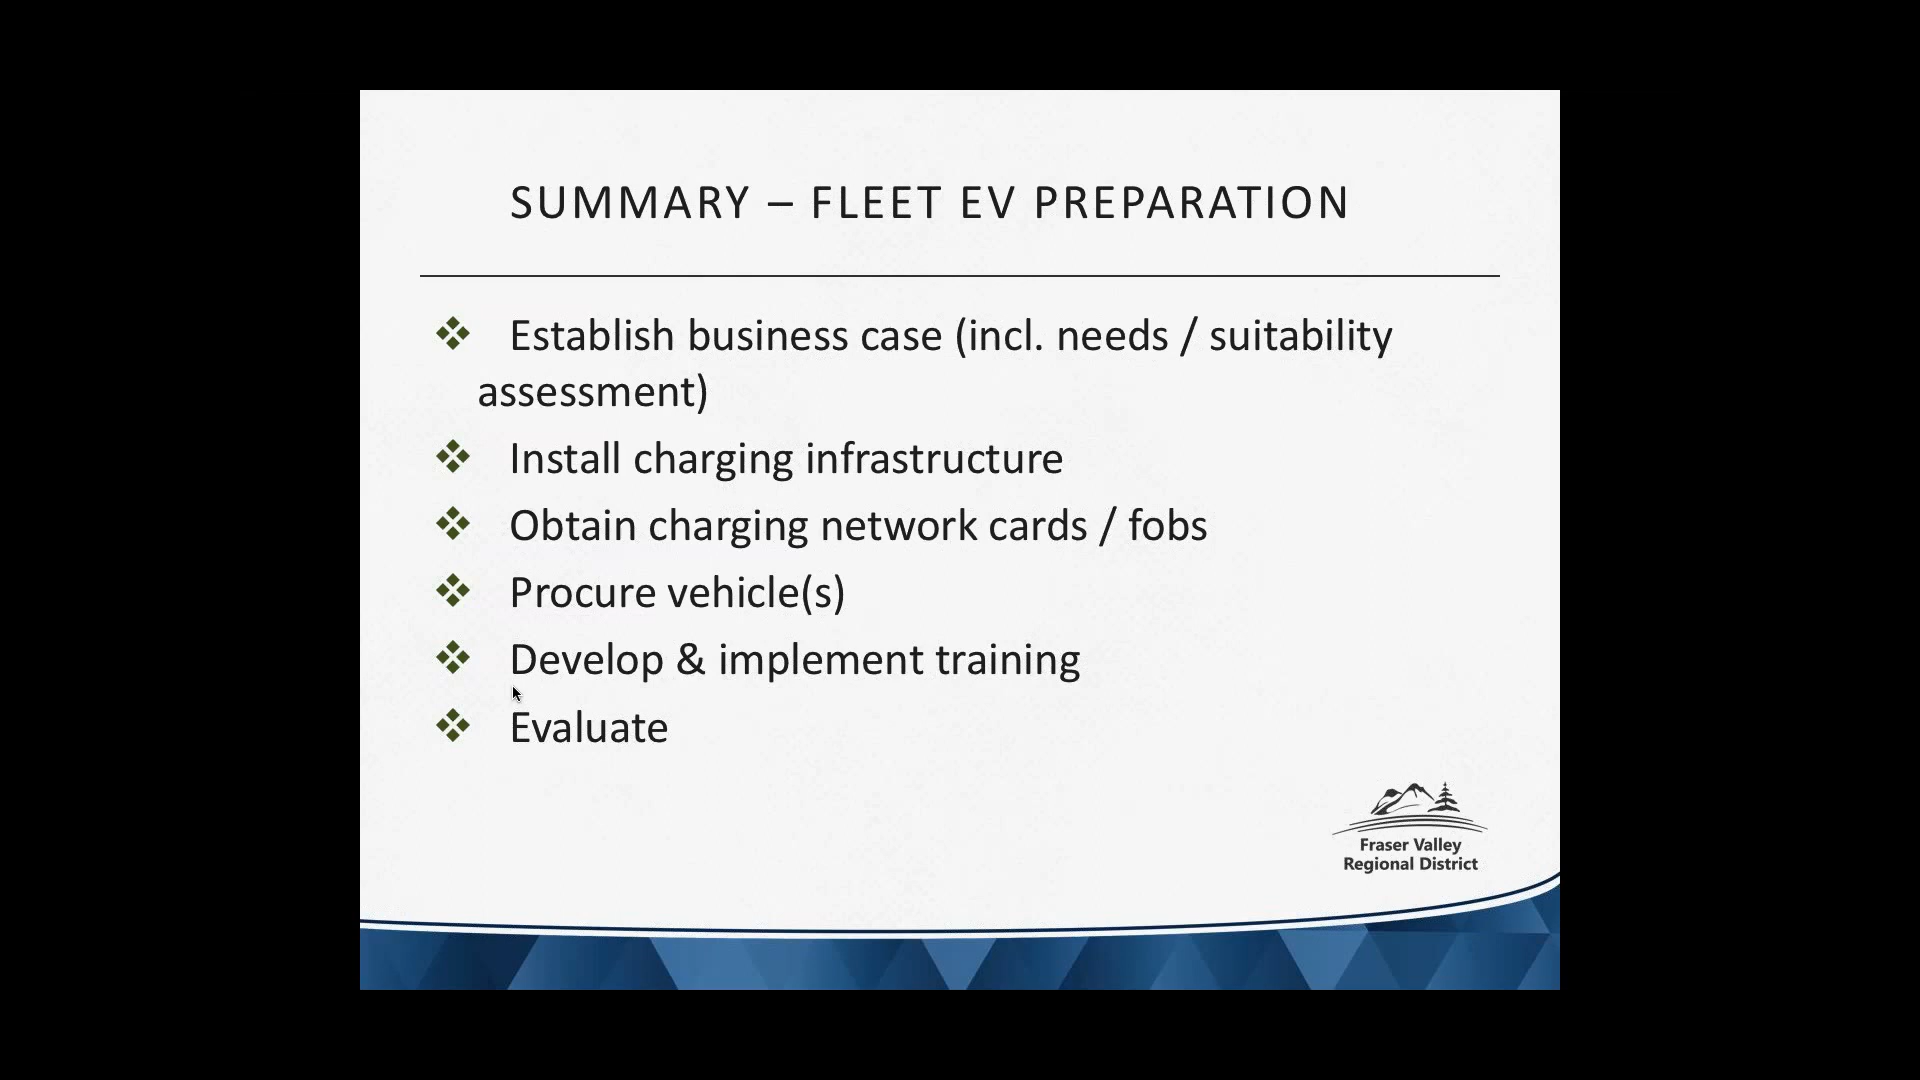 SUMMARY – FLEET EV PREPARATION
❖ Establish business case (incl. needs / suitability
assessment)
❖ Install charging infrastructure
❖ Obtain charging network cards / fobs
❖ Procure vehicle(s)
❖ Develop & implement training
❖ Evaluate
Fraser Valley
Regional District